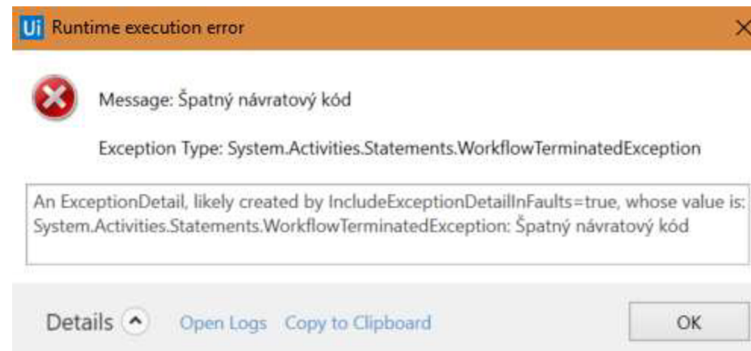 Ui Runtime execution error
Message: Špatný návratový kód
Exception Type: System.Activities.Statements.WorkflowTerminatedException
An ExceptionDetail, likely created by IncludeExceptionDetailInFaults=true, whose value is:
System.Activities.Statements.WorkflowTerminatedException: Špatný návratový kód
Details Open Logs Copy to Clipboard OK